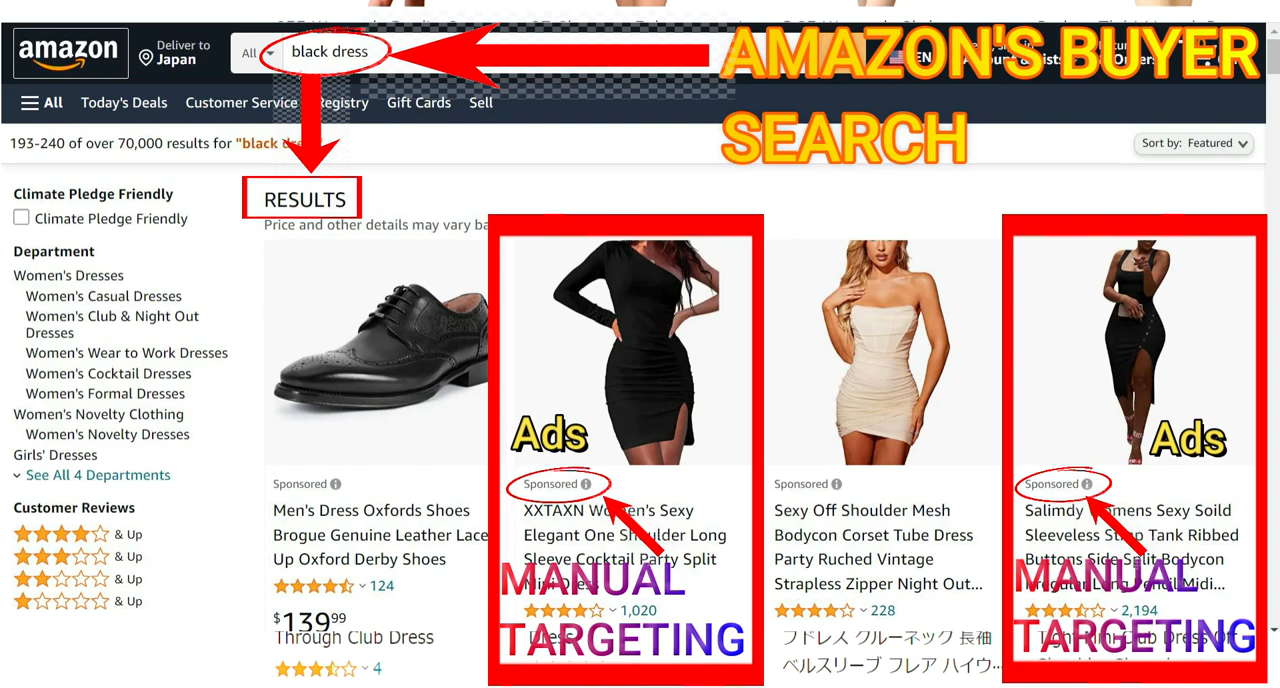 amazon
Deliver to
Japan
All
black dress
EN
AMAZON'S BUYER
SEARCH
All
Today's Deals
Customer Service
Registry
Gift Cards
Sell
193-240 of over 70,000 results for "black
Sort by: Featured
Climate Pledge Friendly
Climate Pledge Friendly
Department
Women's Dresses
Women's Casual Dresses
Women's Club & Night Out
Dresses
Women's Wear to Work Dresses
Women's Cocktail Dresses
Women's Formal Dresses
Women's Novelty Clothing
Women's Novelty Dresses
Girls' Dresses
See All 4 Departments
Customer Reviews
& Up
& Up
& Up
& Up
RESULTS
Price and other details may vary ba
Sponsored
Men's Dress Oxfords Shoes
Brogue Genuine Leather Lace
Up Oxford Derby Shoes
124
$139.99
Through Club Dress
4
Ads
Sponsored
XXTAXN Women's Sexy
Elegant One Shoulder Long
Sleeve Cocktail Party Split
Mini Dress
MANUAL
1,020
TARGETING
Dress
Sponsored
Sexy Off Shoulder Mesh
Bodycon Corset Tube Dress
Party Ruched Vintage
Strapless Zipper Night Out...
228
フドレス クルーネック 長袖
ベルスリーブ フレア ハイウ…
Ads
Sponsored
Salimdy Womens Sexy Soild
Sleeveless Strap Tank Ribbed
Buttons Side Split Bodycon
Irregular Long Pencil Midi...
MANUAL
2,194
TARGETING